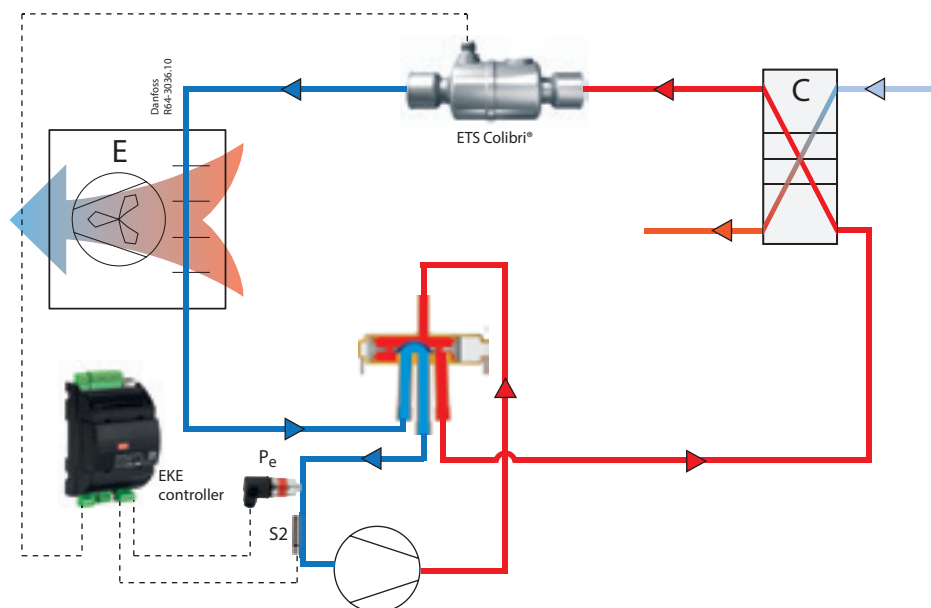 Danfoss
R64-3036.10
ETS Colibri®
C
E
EKE
controller
Pe
S2